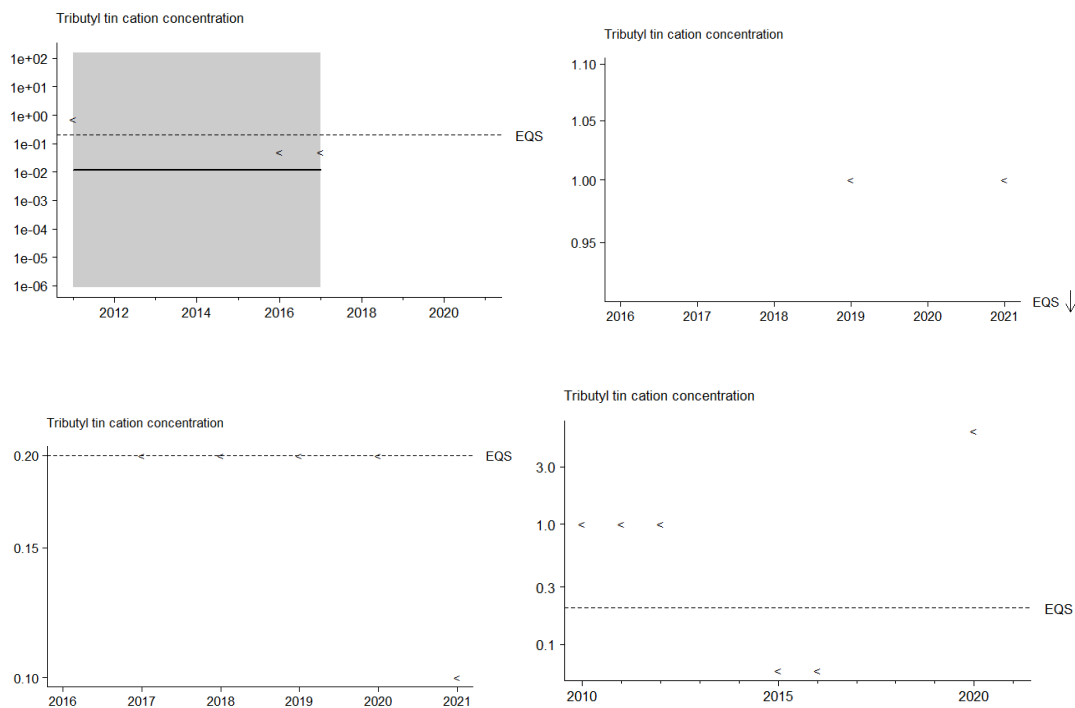 Tributyl tin cation concentration
1e+02
1e+01
1e+00
1e-01
1e-02
1e-03
1e-04
1e-05
1e-06
<
<
<
EQS
2012 2014 2016 2018 2020
Tributyl tin cation concentration
1.10
1.05
1.00
0.95
<
<
EQS
2016 2017 2018 2019 2020 2021
Tributyl tin cation concentration
0.20
0.15
0.10
<
<
<
<
<
EQS
2016 2017 2018 2019 2020 2021
Tributyl tin cation concentration
3.0
1.0
0.3
0.1
<
<
<
<
<
<
EQS
2010 2015 2020